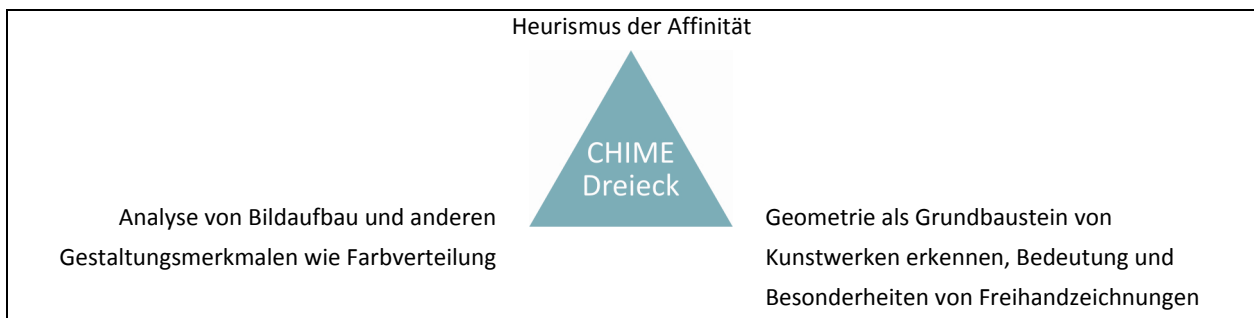 Heurismus der Affinität
CHIME
Dreieck
Analyse von Bildaufbau und anderen
Gestaltungsmerkmalen wie Farbverteilung
Geometrie als Grundbaustein von
Kunstwerken erkennen, Bedeutung und
Besonderheiten von Freihandzeichnungen